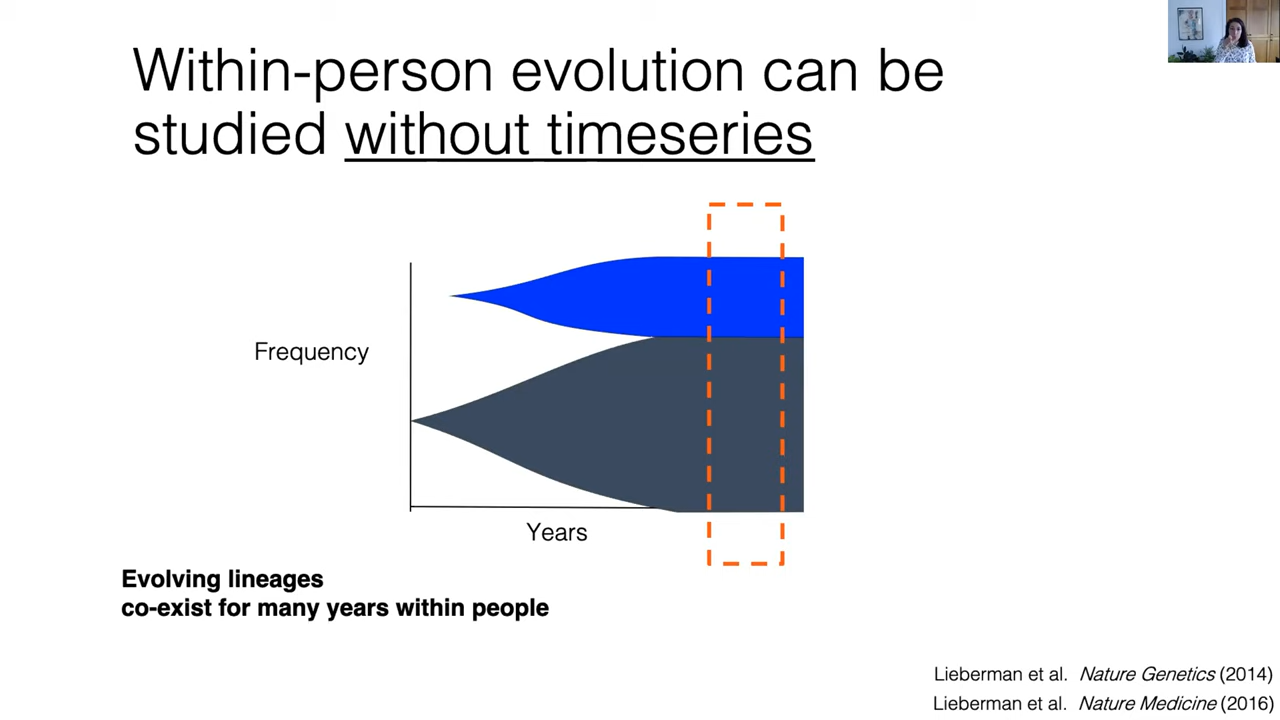 Within-person evolution can be
studied without timeseries
Frequency
Years
Evolving lineages
co-exist for many years within people
Lieberman et al. Nature Genetics (2014)
Lieberman et al. Nature Medicine (2016)